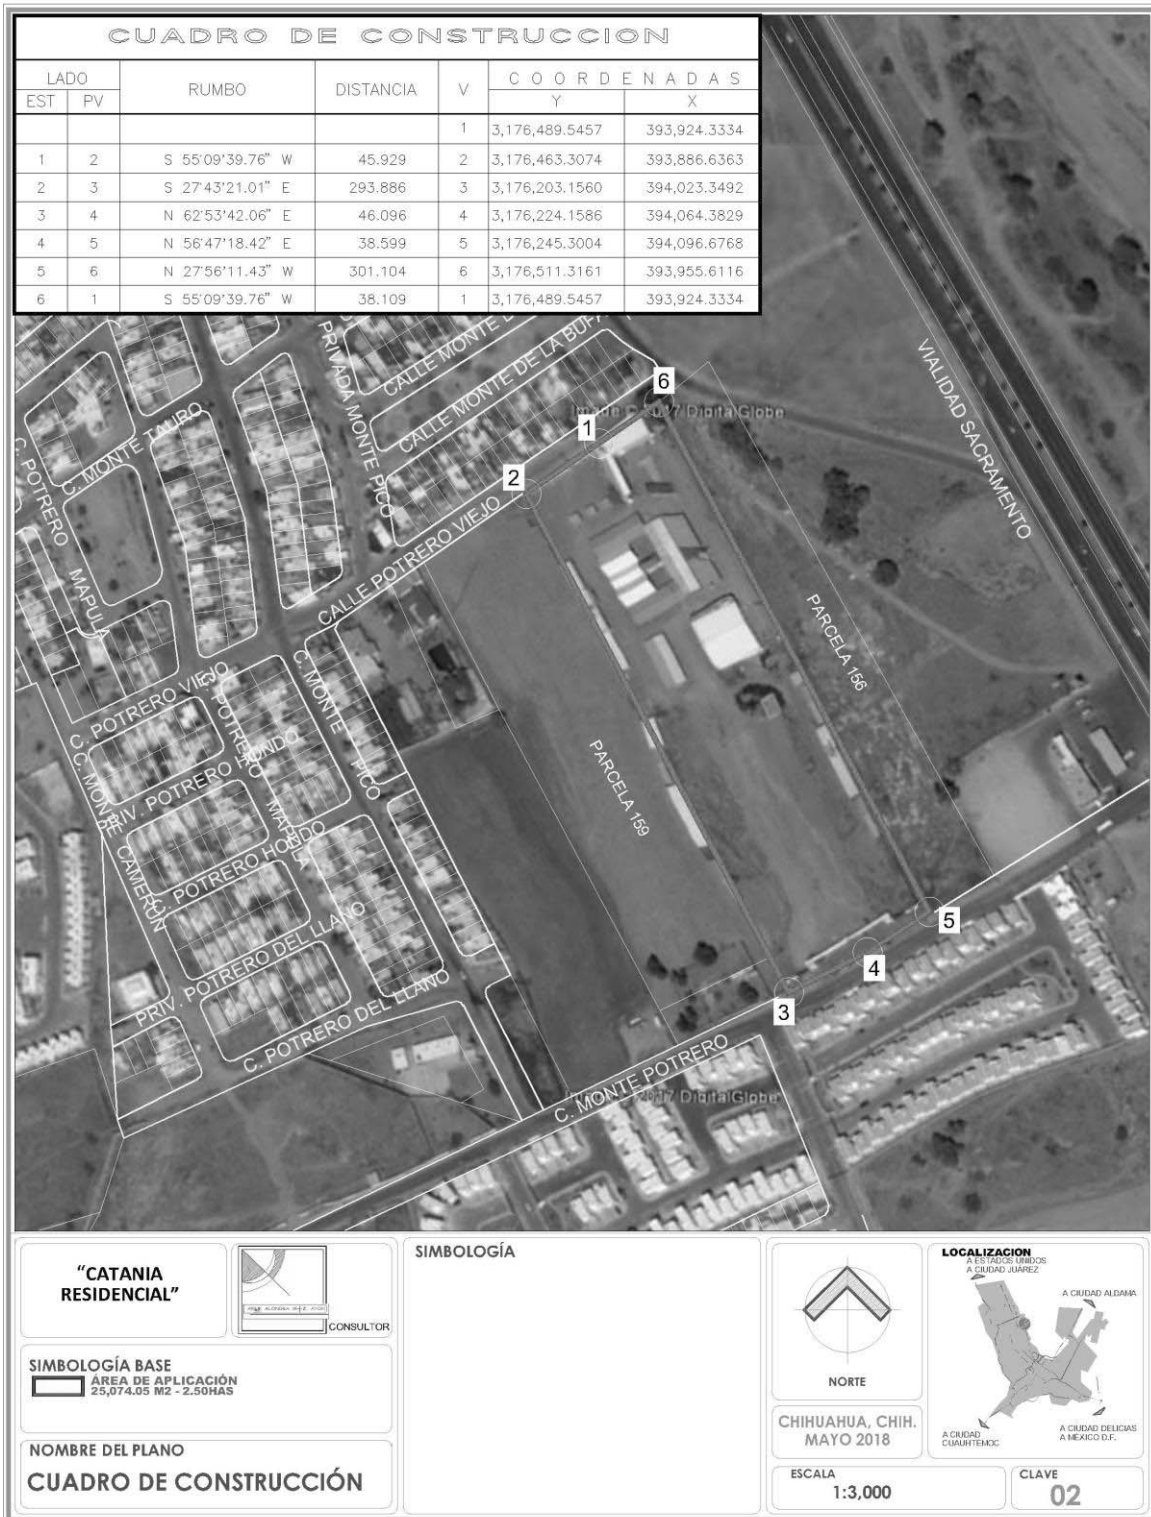 CUADRO DE CONSTRUCCION
LADO RUMBO DISTANCIA V COORDENADAS
EST PV Y X
1 3,176,489.5457 393,924.3334
1 2 S 55°09'39.76" W 45.929 2 3,176,463.3074 393,886.6363
2 3 S 27°43'21.01" E 293.886 3 3,176,203.1560 394,023.3492
3 4 N 62°53'42.06" E 46.096 4 3,176,224.1586 394,064.3829
4 5 N 56°47'18.42" E 38.599 5 3,176,245.3004 394,096.6768
5 6 N 27°56'11.43" W 301.104 6 3,176,511.3161 393,955.6116
6 1 S 55°09'39.76" W 38.109 1 3,176,489.5457 393,924.3334
PRIVADA MONTE PICO
CALLE MONTE DE LA BUFA
VIALIDAD SACRAMENTO
6
Image © 2017 DigitalGlobe
1
2
C. MONTE TAURO
C. POTRERO MAPULA
CALLE POTRERO VIEJO
PARCELA 156
C. POTRERO VIEJO
C. MONTE PICO
C. POTRERO MAPULA
PRIV. POTRERO HONDO
C. MONTE CAMERÚN
PARCELA 159
C. POTRERO HONDO
PRIV. POTRERO DEL LLANO
C. POTRERO DEL LLANO
5
4
3
C. MONTE POTRERO
2017 DigitalGlobe
"CATANIA
RESIDENCIAL"
CONSULTOR
SIMBOLOGÍA BASE
ÁREA DE APLICACIÓN
25,074.05 M2 - 2.50HAS
NOMBRE DEL PLANO
CUADRO DE CONSTRUCCIÓN
SIMBOLOGÍA
NORTE
CHIHUAHUA, CHIH.
MAYO 2018
LOCALIZACION
A ESTADOS UNIDOS
A CIUDAD JUÁREZ
A CIUDAD ALDAMA
A CIUDAD
CUAUHTEMOC
A CIUDAD DELICIAS
A MEXICO D.F.
ESCALA
1:3,000
CLAVE
02